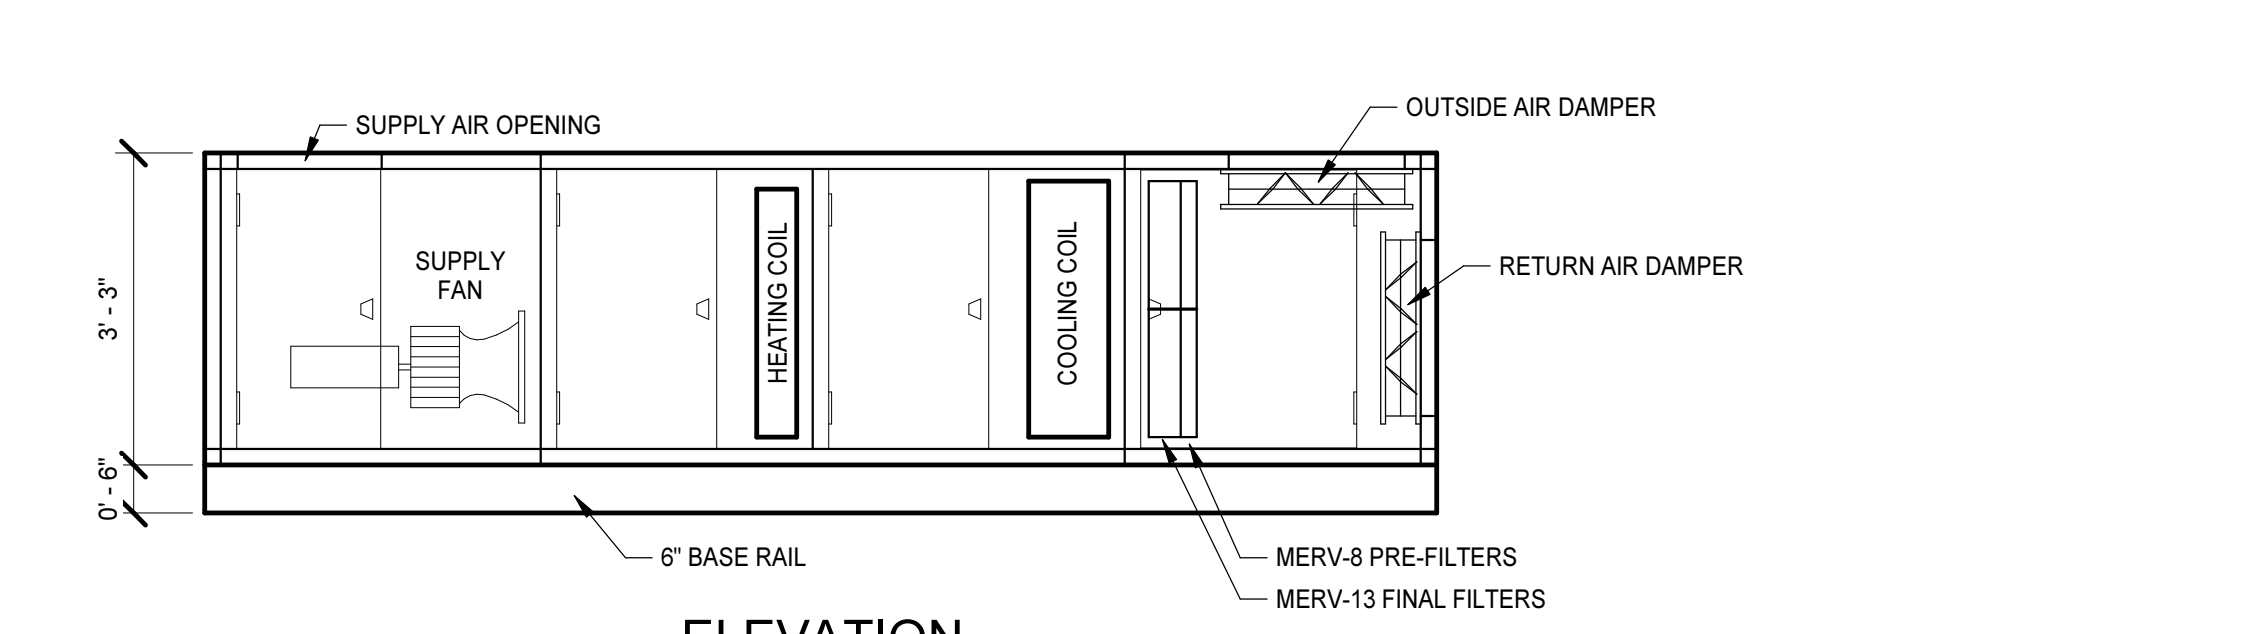 OUTSIDE AIR DAMPER
SUPPLY AIR OPENING
SUPPLY
FAN
HEATING COIL
COOLING COIL
RETURN AIR DAMPER
3' - 3"
0' - 6"
6" BASE RAIL
MERV-8 PRE-FILTERS
MERV-13 FINAL FILTERS
ELEVATION